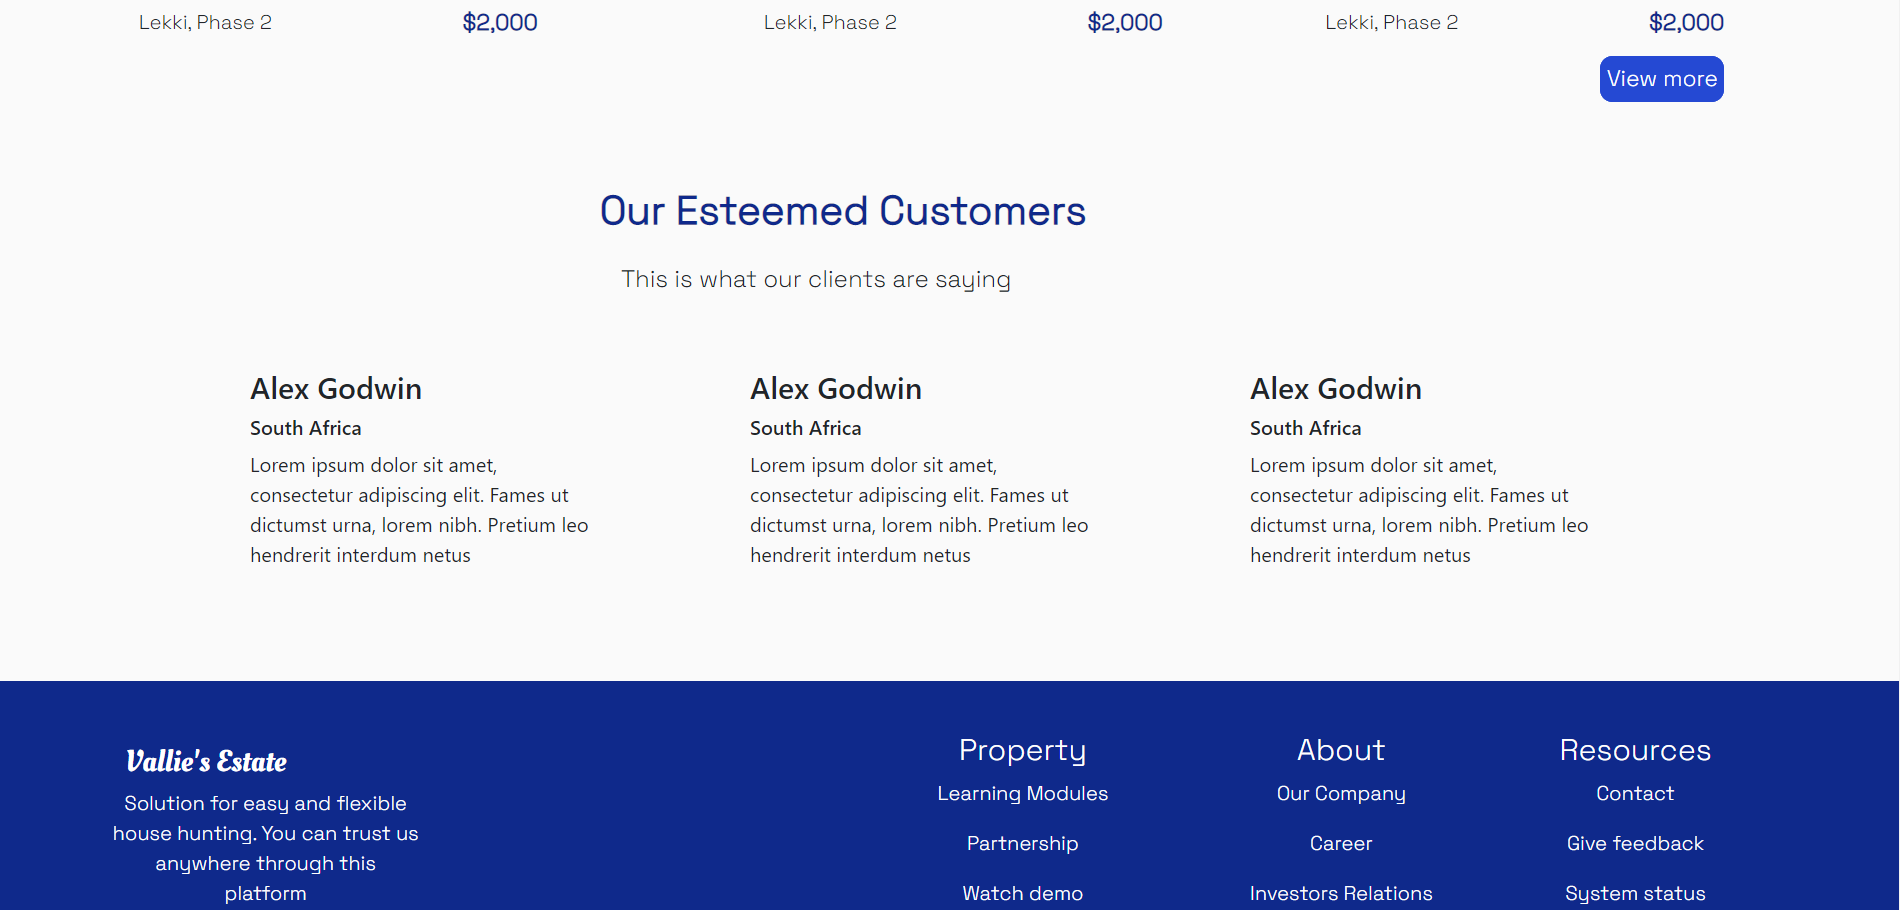 Lekki, Phase 2
$2,000
Lekki, Phase 2
$2,000
Lekki, Phase 2
$2,000
View more
Our Esteemed Customers
This is what our clients are saying
Alex Godwin
South Africa
Lorem ipsum dolor sit amet,
consectetur adipiscing elit. Fames ut
dictumst urna, lorem nibh. Pretium leo
hendrerit interdum netus
Alex Godwin
South Africa
Lorem ipsum dolor sit amet,
consectetur adipiscing elit. Fames ut
dictumst urna, lorem nibh. Pretium leo
hendrerit interdum netus
Alex Godwin
South Africa
Lorem ipsum dolor sit amet,
consectetur adipiscing elit. Fames ut
dictumst urna, lorem nibh. Pretium leo
hendrerit interdum netus
Vallie's Estate
Solution for easy and flexible
house hunting. You can trust us
anywhere through this
platform
Property
Learning Modules
Partnership
Watch demo
About
Our Company
Career
Investors Relations
Resources
Contact
Give feedback
System status